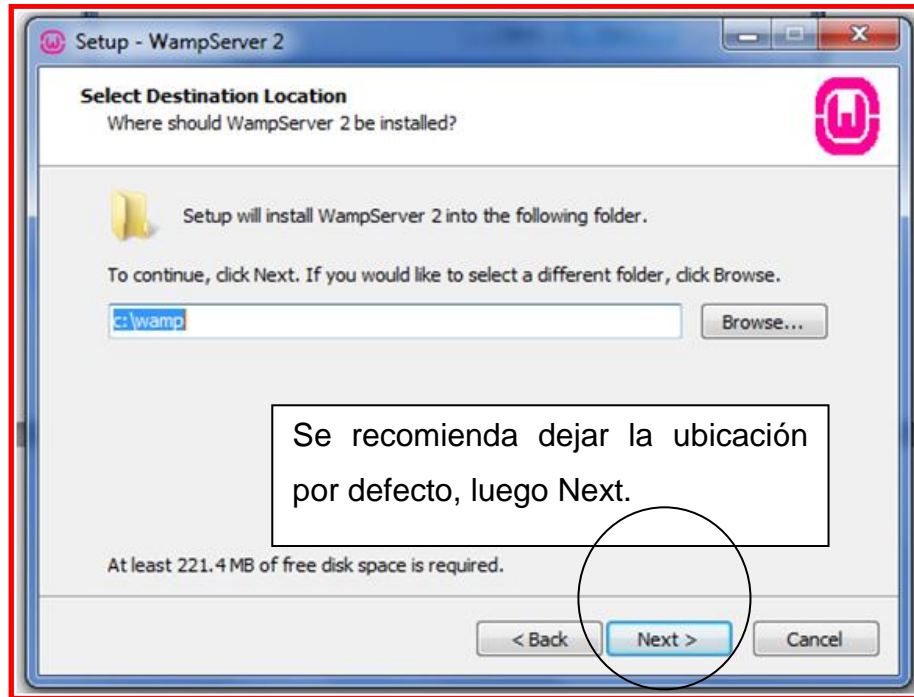 Setup - WampServer 2
Select Destination Location
Where should WampServer 2 be installed?
Setup will install WampServer 2 into the following folder.
To continue, click Next. If you would like to select a different folder, click Browse.
c:\wamp
Browse...
Se recomienda dejar la ubicación
por defecto, luego Next.
At least 221.4 MB of free disk space is required.
< Back
Next >
Cancel